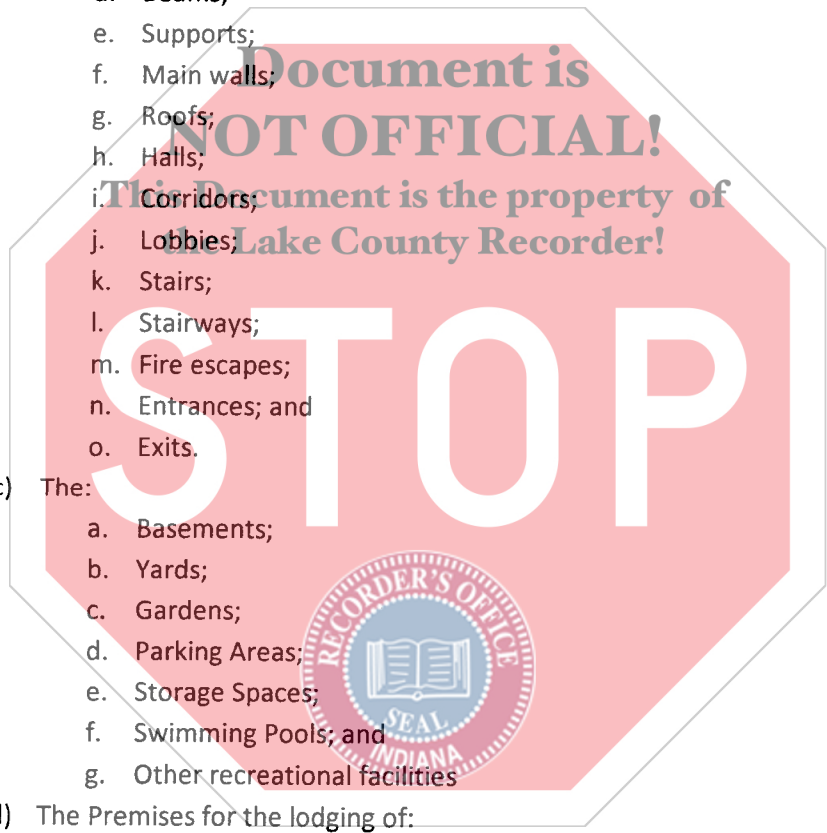 d. Beams;
e. Supports;
f. Main walls;
Document is
g. Roofs;
NOT OFFICIAL!
h. Halls;
i. Corridors;
This Document is the property of
j. Lobbies;
the Lake County Recorder!
k. Stairs;
l. Stairways;
STOP
m. Fire escapes;
n. Entrances; and
o. Exits.
c) The:
a. Basements;
b. Yards;
c. Gardens;
d. Parking Areas;
e. Storage Spaces;
f. Swimming Pools; and
g. Other recreational facilities
RECORDER'S OFFICE
SEAL
INDIANA
d) The Premises for the lodging of: